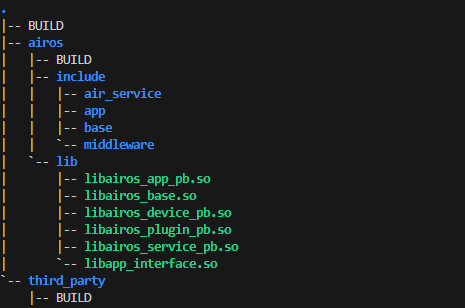 .
|-- BUILD
|-- airos
|   |-- BUILD
|   |-- include
|   |   |-- air_service
|   |   |-- app
|   |   |-- base
|   |   `-- middleware
|   `-- lib
|       |-- libairos_app_pb.so
|       |-- libairos_base.so
|       |-- libairos_device_pb.so
|       |-- libairos_plugin_pb.so
|       |-- libairos_service_pb.so
|       `-- libapp_interface.so
`-- third_party
    |-- BUILD